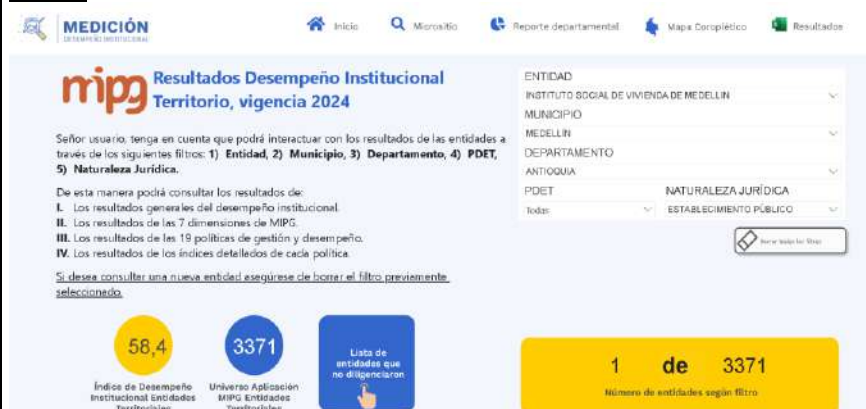 MEDICIÓN
DESEMPEÑO INSTITUCIONAL
Inicio
Micrositio
Reporte departamental
Mapa Coroplético
Resultados
mipg
Resultados Desempeño Institucional
Territorio, vigencia 2024
Señor usuario, tenga en cuenta que podrá interactuar con los resultados de las entidades a
través de los siguientes filtros: 1) Entidad, 2) Municipio, 3) Departamento, 4) PDET,
5) Naturaleza Jurídica.
De esta manera podrá consultar los resultados de:
I. Los resultados generales del desempeño institucional.
II. Los resultados de las 7 dimensiones de MIPG.
III. Los resultados de las 19 políticas de gestión y desempeño.
IV. Los resultados de los índices detallados de cada política.
Si desea consultar una nueva entidad asegúrese de borrar el filtro previamente
seleccionado.
ENTIDAD
INSTITUTO SOCIAL DE VIVIENDA DE MEDELLIN
MUNICIPIO
MEDELLÍN
DEPARTAMENTO
ANTIOQUIA
PDET NATURALEZA JURÍDICA
Todas ESTABLECIMIENTO PÚBLICO
Borrar todos los filtros
58,4
Índice de Desempeño
Institucional Entidades
Territoriales
3371
Universo Aplicación
MIPG Entidades
Territoriales
Lista de
entidades que
no diligenciaron
1 de 3371
Número de entidades según filtro